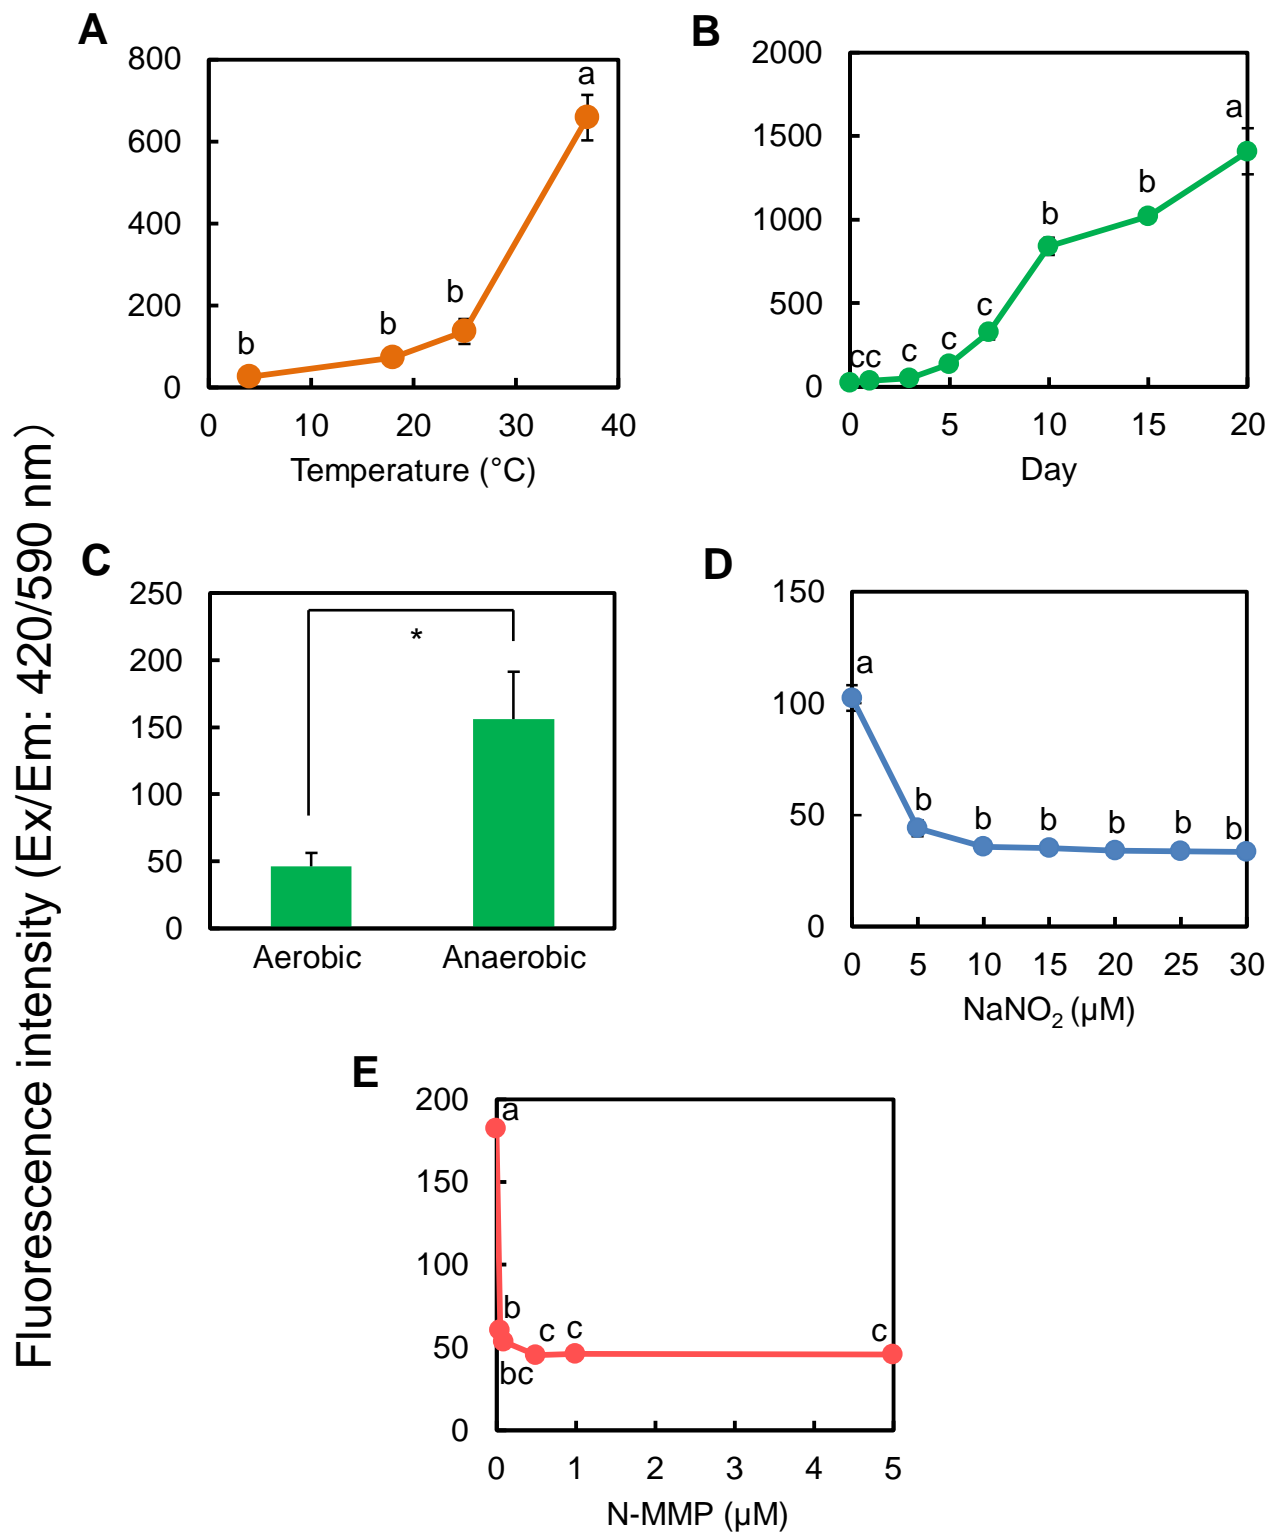 Fluorescence intensity (Ex/Em: 420/590 nm)
A
800
600
400
200
0
a
b
b
b
0 10 20 30 40
Temperature (°C)
B
2000
1500
1000
500
0
a
b
b
c
c
c
cc
0 5 10 15 20
Day
C
250
200
150
100
50
0
*
Aerobic Anaerobic
D
150
100
50
0
a
b b b b b b
0 5 10 15 20 25 30
NaNO2 (μM)
E
200
150
100
50
0
a
b
c c c
bc
0 1 2 3 4 5
N-MMP (μM)